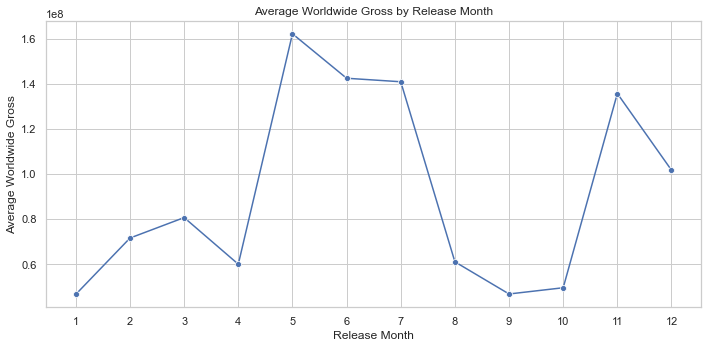 Average Worldwide Gross by Release Month
1e8
1.6
1.4
1.2
1.0
0.8
0.6
Average Worldwide Gross
1 2 3 4 5 6 7 8 9 10 11 12
Release Month